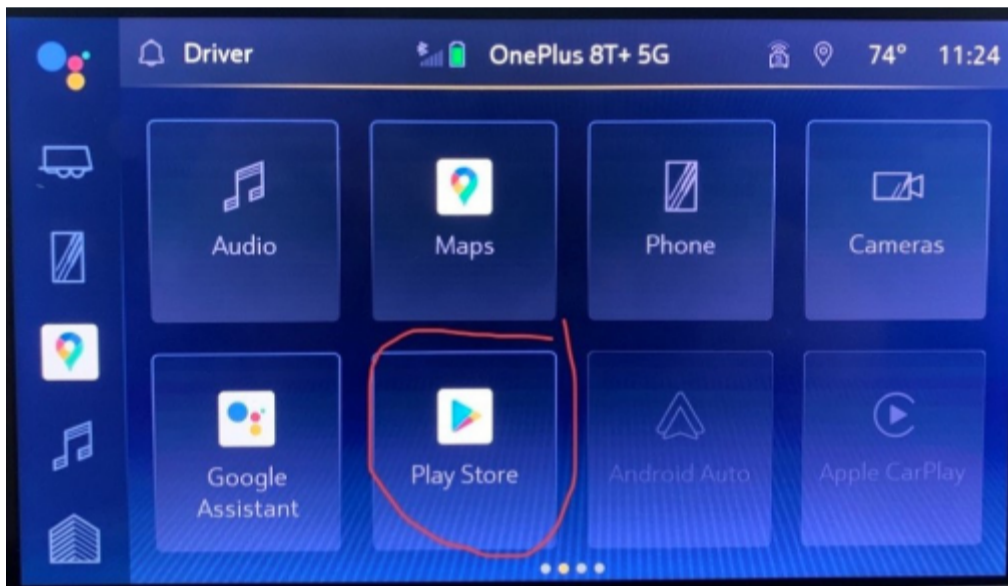 Driver
OnePlus 8T+ 5G
74°
11:24
Audio
Maps
Phone
Cameras
Google
Assistant
Play Store
Android Auto
Apple CarPlay